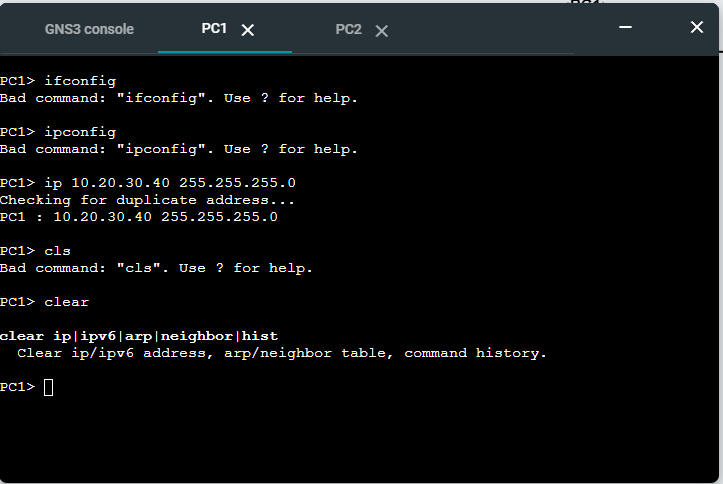 PC1
GNS3 console PC1 PC2
PC1> ifconfig
Bad command: "ifconfig". Use ? for help.
PC1> ipconfig
Bad command: "ipconfig". Use ? for help.
PC1> ip 10.20.30.40 255.255.255.0
Checking for duplicate address...
PC1 : 10.20.30.40 255.255.255.0
PC1> cls
Bad command: "cls". Use ? for help.
PC1> clear
clear ip|ipv6|arp|neighbor|hist
Clear ip/ipv6 address, arp/neighbor table, command history.
PC1>